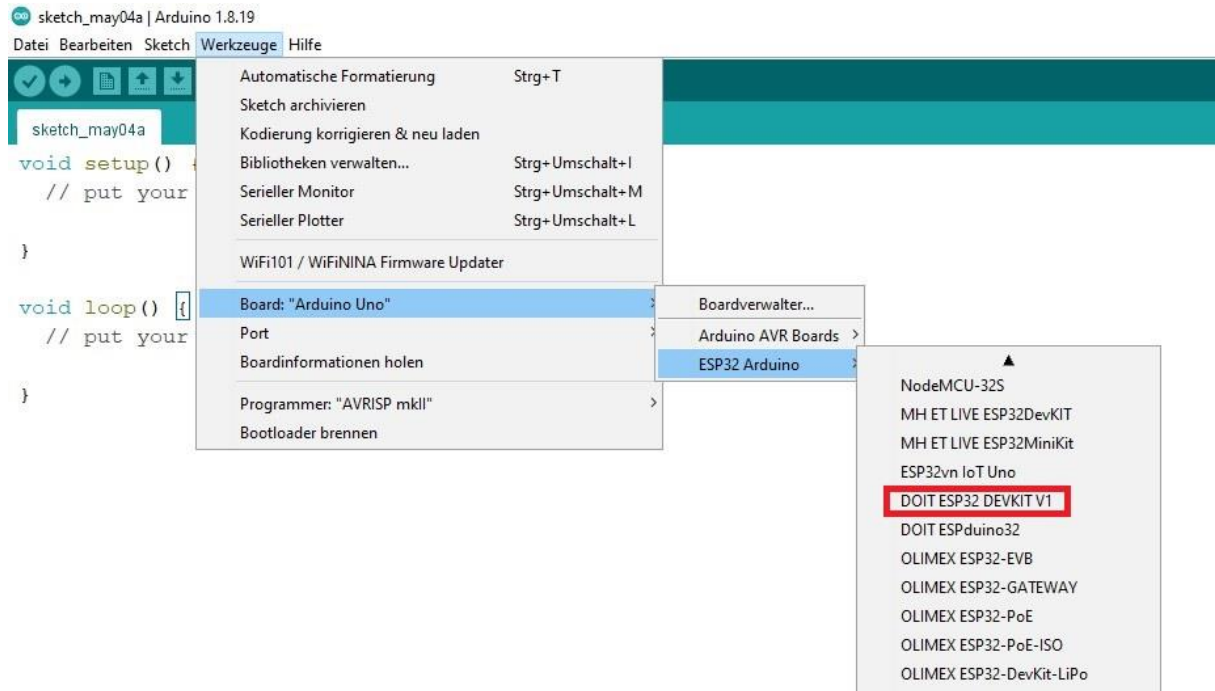 sketch_may04a | Arduino 1.8.19
Datei Bearbeiten Sketch Werkzeuge Hilfe
sketch_may04a
void setup() {
// put your
}
void loop() {
// put your
}
Automatische Formatierung Strg+T
Sketch archivieren
Kodierung korrigieren & neu laden
Bibliotheken verwalten... Strg+Umschalt+I
Serieller Monitor Strg+Umschalt+M
Serieller Plotter Strg+Umschalt+L
WiFi101 / WiFiNINA Firmware Updater
Board: "Arduino Uno"
Port
Boardinformationen holen
Programmer: "AVRISP mkII"
Bootloader brennen
Boardverwalter...
Arduino AVR Boards
ESP32 Arduino
NodeMCU-32S
MH ET LIVE ESP32DevKIT
MH ET LIVE ESP32MiniKit
ESP32vn IoT Uno
DOIT ESP32 DEVKIT V1
DOIT ESPduino32
OLIMEX ESP32-EVB
OLIMEX ESP32-GATEWAY
OLIMEX ESP32-PoE
OLIMEX ESP32-PoE-ISO
OLIMEX ESP32-DevKit-LiPo